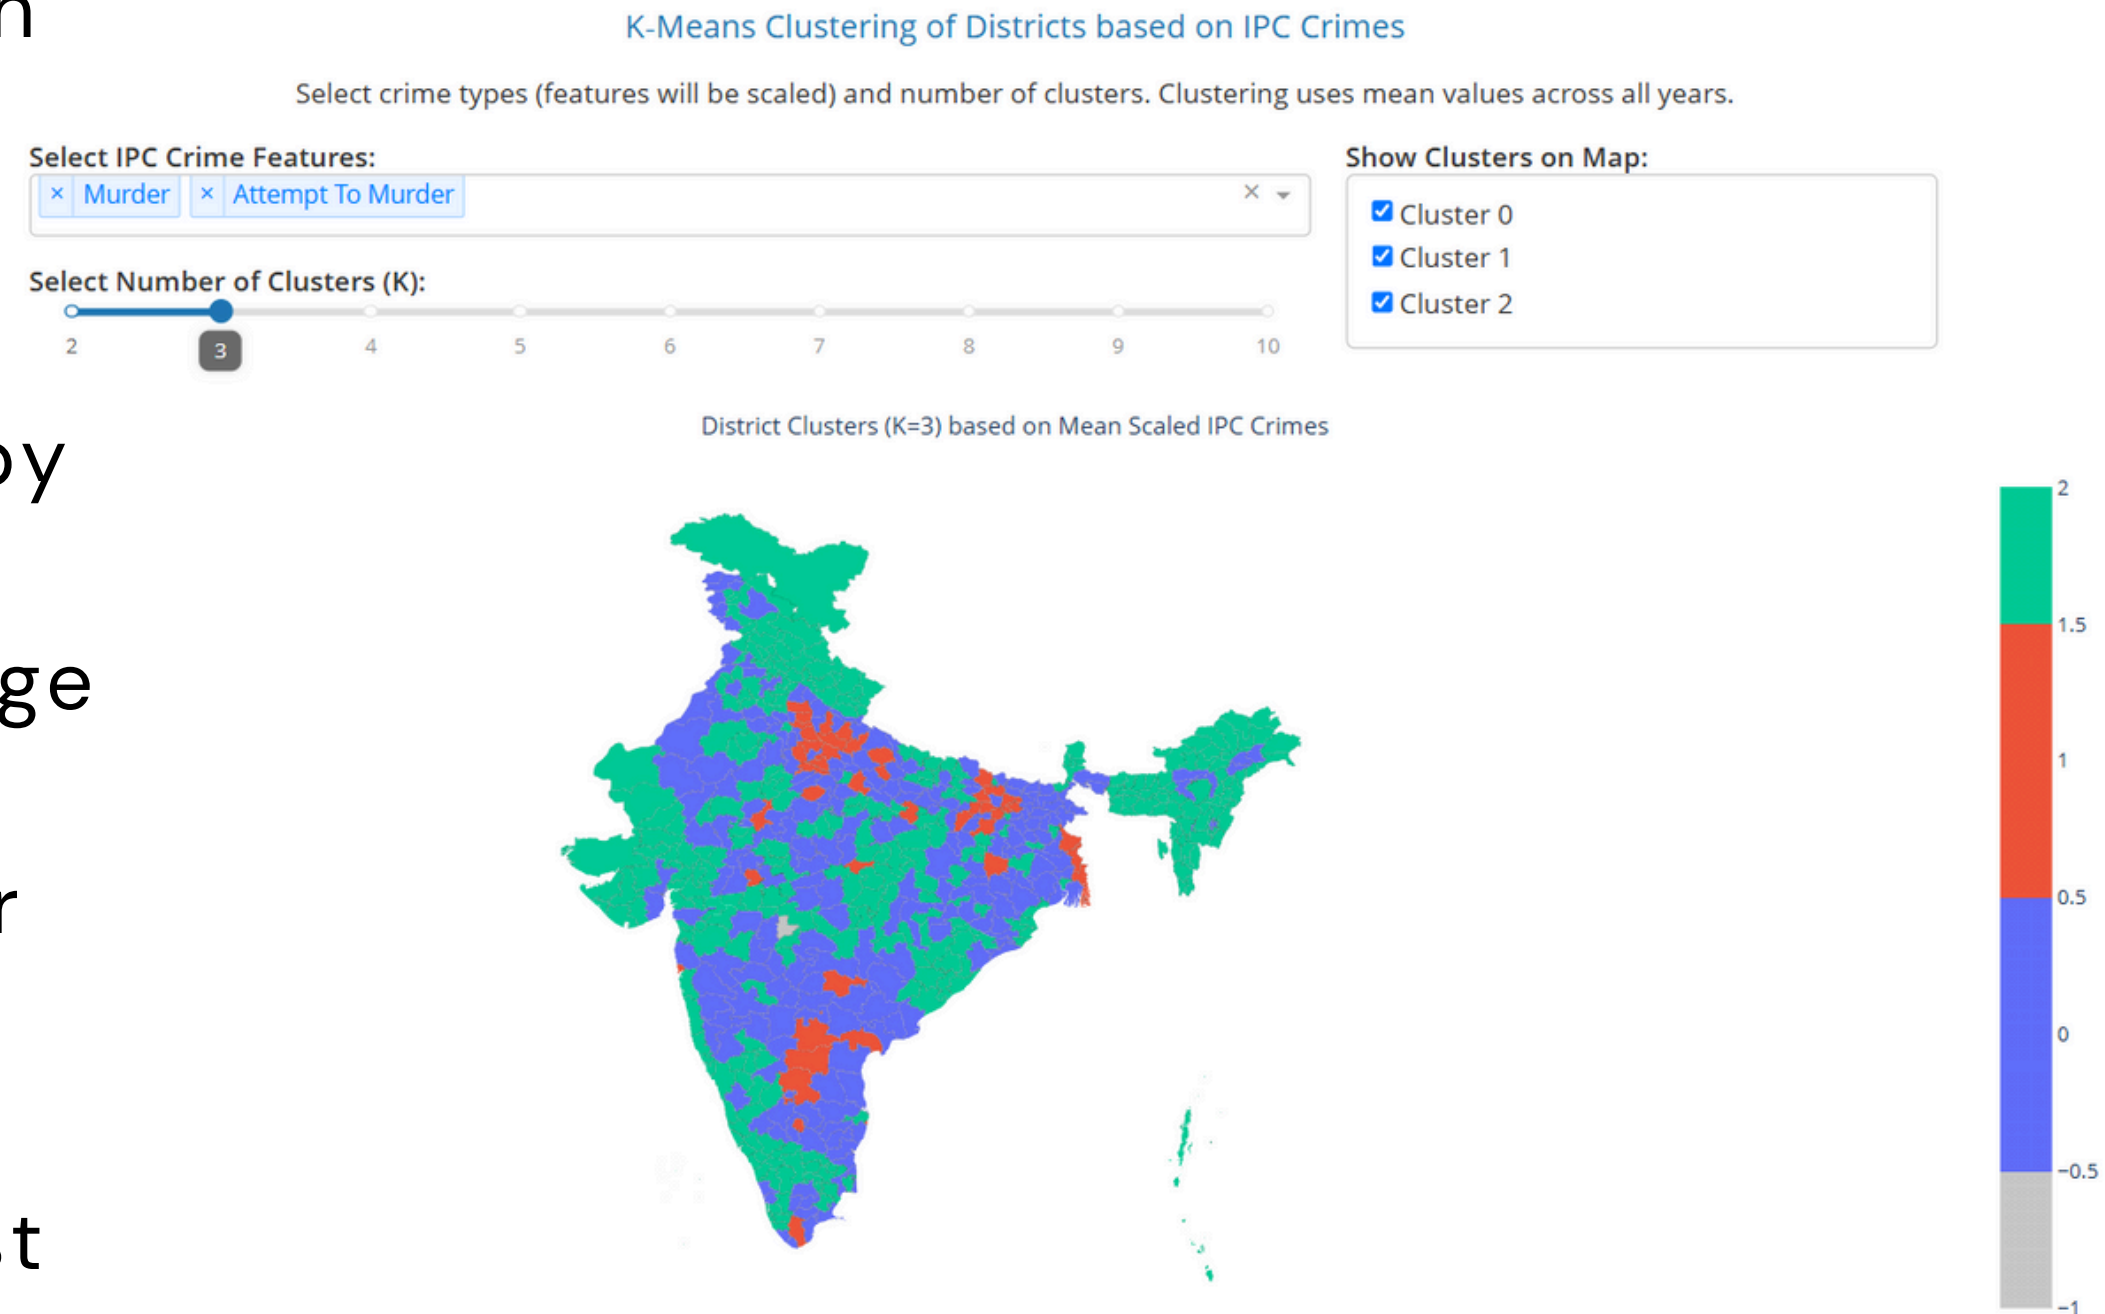 n
K-Means Clustering of Districts based on IPC Crimes
Select crime types (features will be scaled) and number of clusters. Clustering uses mean values across all years.
Select IPC Crime Features:
× Murder × Attempt To Murder
Show Clusters on Map:
Cluster 0
Cluster 1
Cluster 2
Select Number of Clusters (K):
2 3 4 5 6 7 8 9 10
District Clusters (K=3) based on Mean Scaled IPC Crimes
by
ge
r
st
2
1.5
1
0.5
0
−0.5
−1